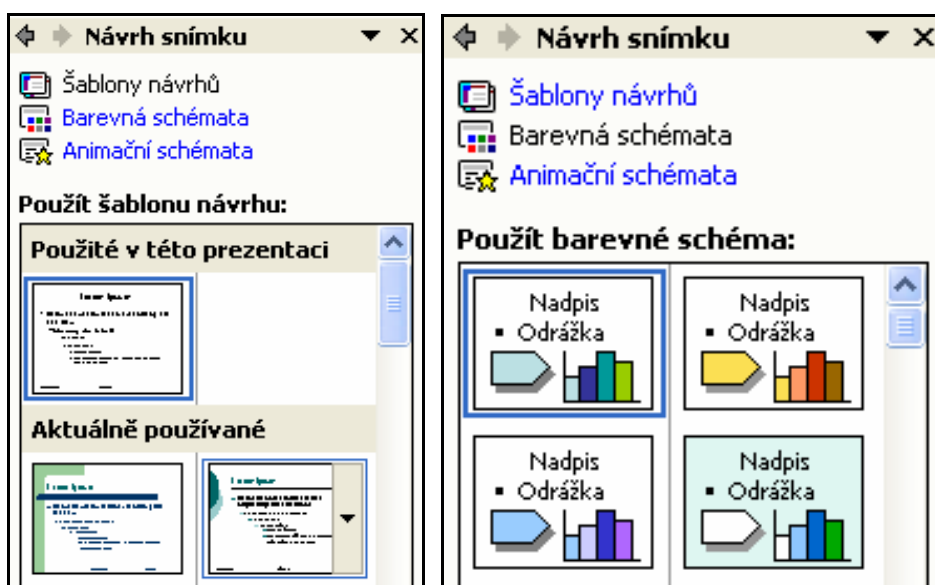 Návrh snímku
Šablony návrhů
Barevná schémata
Animační schémata
Použít šablonu návrhu:
Použité v této prezentaci
Aktuálně používané
Návrh snímku
Šablony návrhů
Barevná schémata
Animační schémata
Použít barevné schéma:
Nadpis
▪ Odrážka
Nadpis
▪ Odrážka
Nadpis
▪ Odrážka
Nadpis
▪ Odrážka